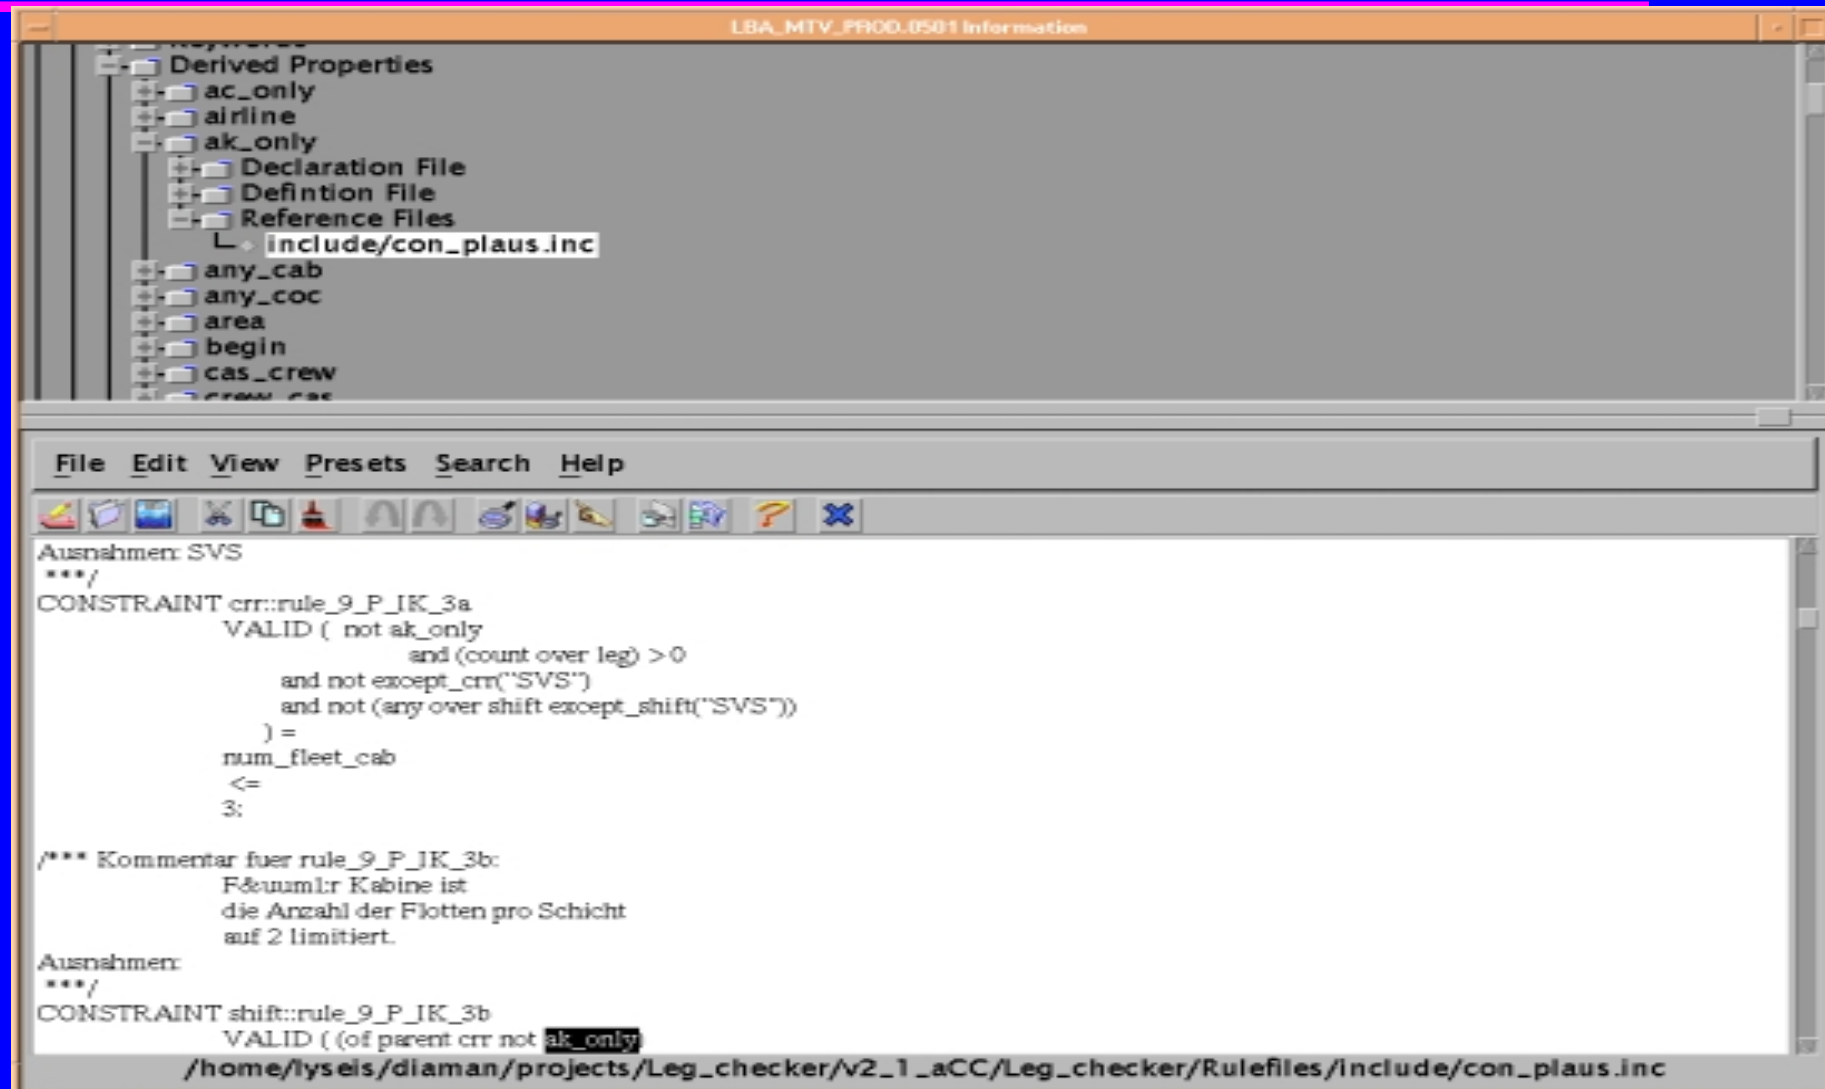 LBA_MTV_PROD.0501 Information
Keywords
Derived Properties
ac_only
airline
ak_only
Declaration File
Defintion File
Reference Files
include/con_plaus.inc
any_cab
any_coc
area
begin
cas_crew
crew_cas
File Edit View Presets Search Help
Ausnahmen: SVS
***/
CONSTRAINT crr::rule_9_P_IK_3a
VALID ( not ak_only
and (count over leg) > 0
and not except_crr("SVS")
and not (any over shift except_shift("SVS"))
) =
num_fleet_cab
<=
3;
/*** Kommentar fuer rule_9_P_IK_3b:
F&uuml;r Kabine ist
die Anzahl der Flotten pro Schicht
auf 2 limitiert.
Ausnahmen:
***/
CONSTRAINT shift::rule_9_P_IK_3b
VALID ( (of parent crr not ak_only)
/home/lyseis/diaman/projects/Leg_checker/v2_1_aCC/Leg_checker/Rulefiles/include/con_plaus.inc